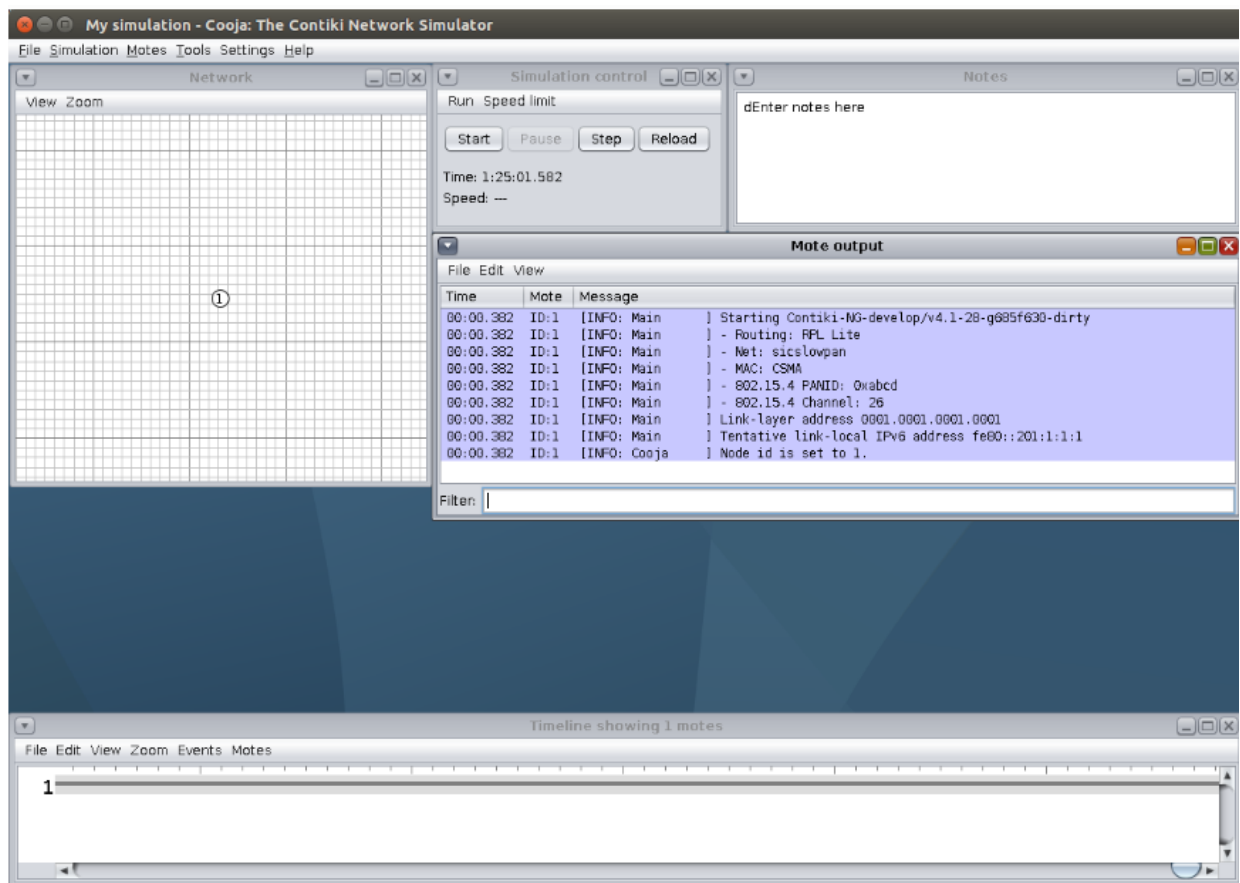 My simulation - Cooja: The Contiki Network Simulator
File Simulation Motes Tools Settings Help
Network
View Zoom
1
Simulation control
Run Speed limit
Start Pause Step Reload
Time: 1:25:01.582
Speed: ---
Notes
dEnter notes here
Mote output
File Edit View
Time Mote Message
00:00.382 ID:1 [INFO: Main ] Starting Contiki-NG-develop/v4.1-28-g685f630-dirty
00:00.382 ID:1 [INFO: Main ] - Routing: RPL Lite
00:00.382 ID:1 [INFO: Main ] - Net: sicslowpan
00:00.382 ID:1 [INFO: Main ] - MAC: CSMA
00:00.382 ID:1 [INFO: Main ] - 802.15.4 PANID: 0xabcd
00:00.382 ID:1 [INFO: Main ] - 802.15.4 Channel: 26
00:00.382 ID:1 [INFO: Main ] Link-layer address 0001.0001.0001.0001
00:00.382 ID:1 [INFO: Main ] Tentative link-local IPv6 address fe80::201:1:1:1
00:00.382 ID:1 [INFO: Cooja ] Node id is set to 1.
Filter:
Timeline showing 1 motes
File Edit View Zoom Events Motes
1